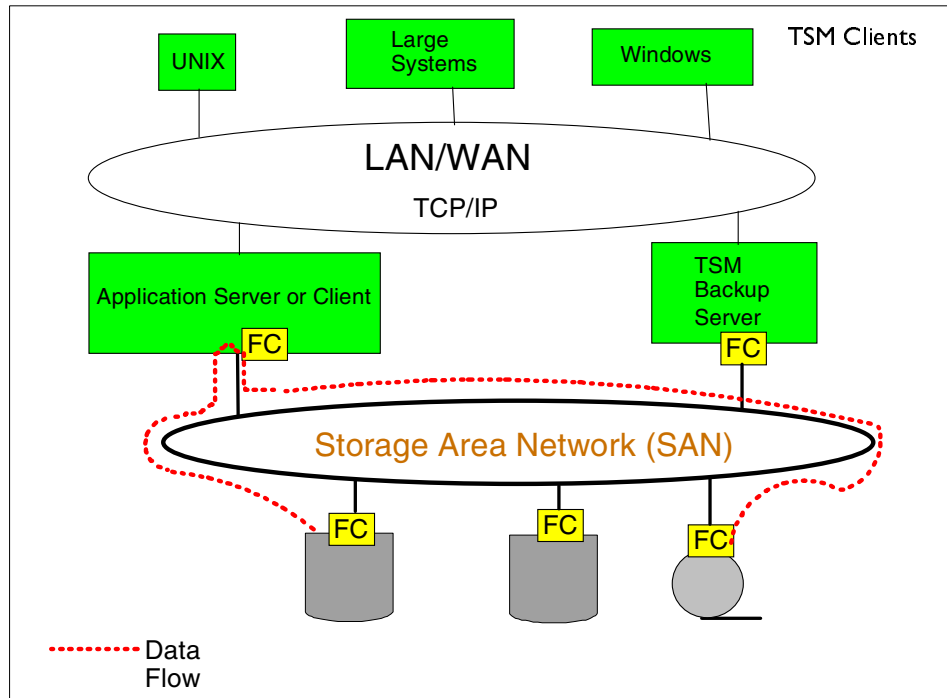 TSM Clients
UNIX
Large
Systems
Windows
LAN/WAN
TCP/IP
Application Server or Client
FC
TSM
Backup
Server
FC
Storage Area Network (SAN)
FC
FC
FC
Data
Flow